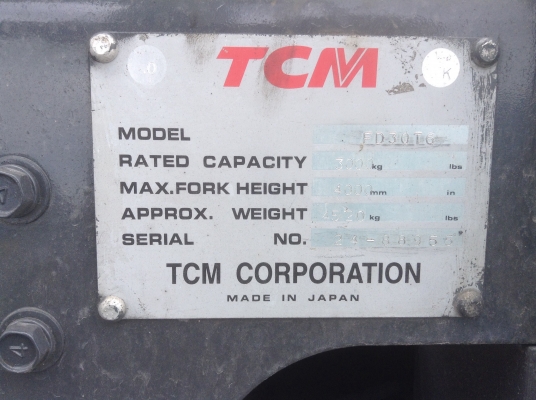 TCM
K
MODEL
RATED CAPACITY kg lbs
MAX.FORK HEIGHT mm in
APPROX. WEIGHT kg lbs
SERIAL NO.
TCM CORPORATION
MADE IN JAPAN
4